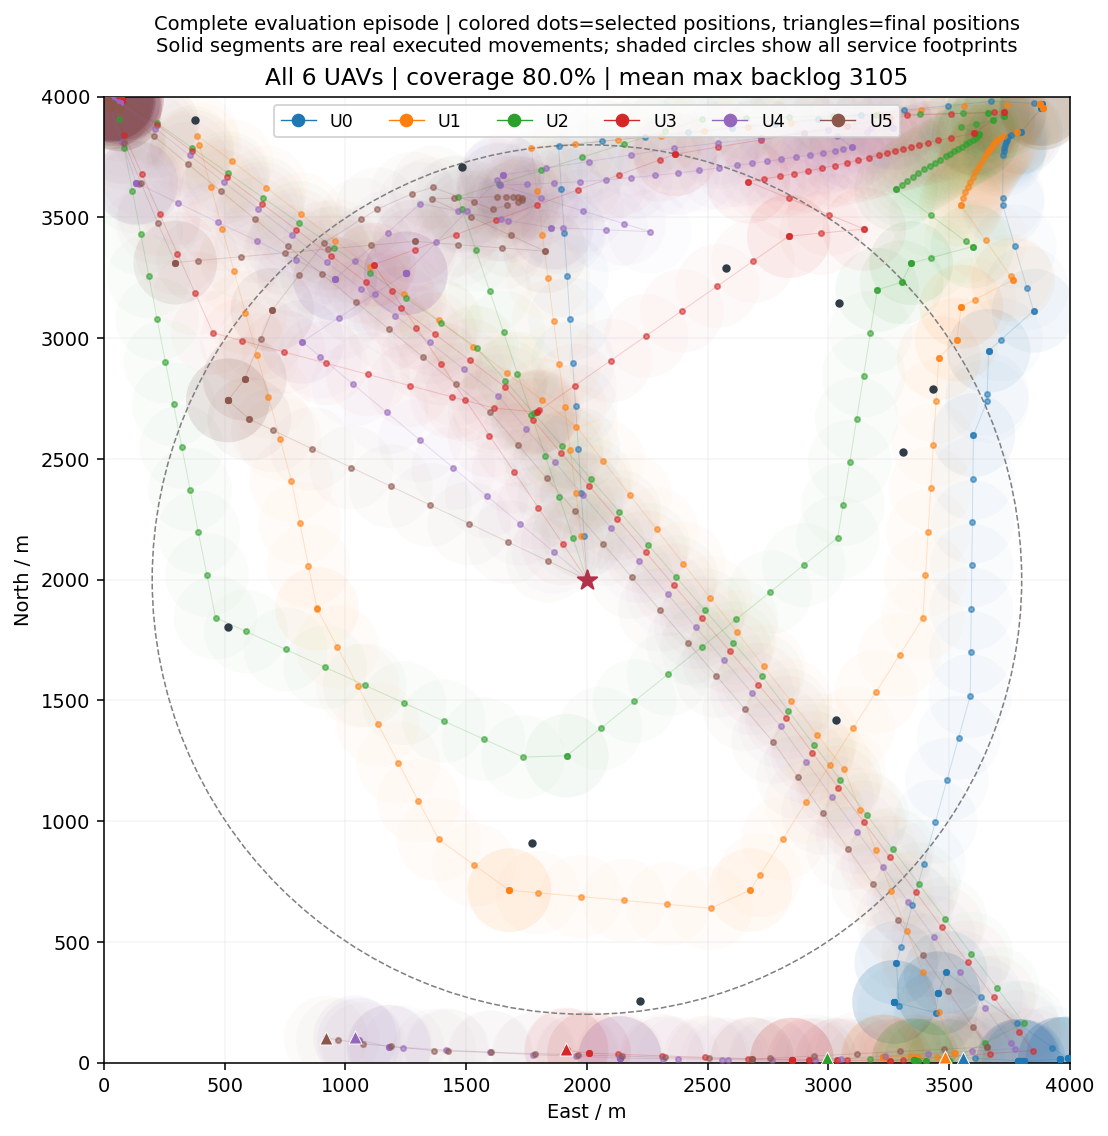 Complete evaluation episode | colored dots=selected positions, triangles=final positions
Solid segments are real executed movements; shaded circles show all service footprints
All 6 UAVs | coverage 80.0% | mean max backlog 3105
U0 U1 U2 U3 U4 U5
4000
3500
3000
2500
2000
1500
1000
500
0
North / m
0 500 1000 1500 2000 2500 3000 3500 4000
East / m